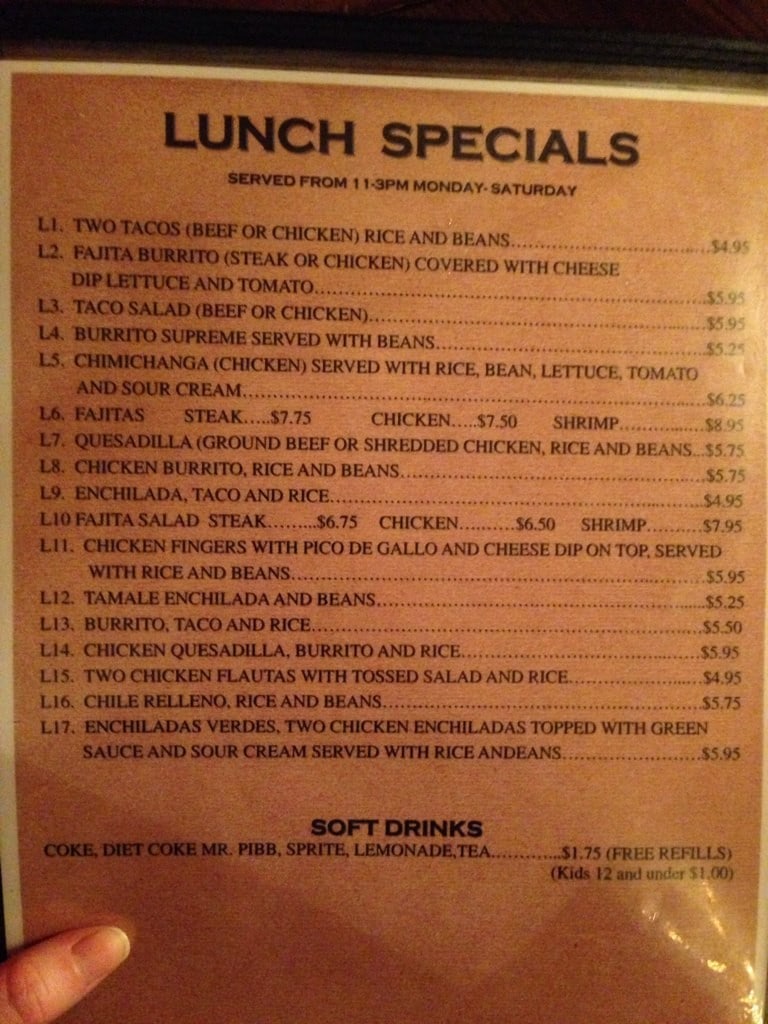 LUNCH SPECIALS
SERVED FROM 11-3PM MONDAY- SATURDAY
L1. TWO TACOS (BEEF OR CHICKEN) RICE AND BEANS................................$4.95
L2. FAJITA BURRITO (STEAK OR CHICKEN) COVERED WITH CHEESE
DIP LETTUCE AND TOMATO................................$5.95
L3. TACO SALAD (BEEF OR CHICKEN)................................$5.95
L4. BURRITO SUPREME SERVED WITH BEANS................................$5.25
L5. CHIMICHANGA (CHICKEN) SERVED WITH RICE, BEAN, LETTUCE, TOMATO
AND SOUR CREAM................................$6.25
L6. FAJITAS STEAK.....$7.75 CHICKEN.....$7.50 SHRIMP................$8.95
L7. QUESADILLA (GROUND BEEF OR SHREDDED CHICKEN, RICE AND BEANS...$5.75
L8. CHICKEN BURRITO, RICE AND BEANS................................$5.75
L9. ENCHILADA, TACO AND RICE................................$4.95
L10 FAJITA SALAD STEAK.........$6.75 CHICKEN..........$6.50 SHRIMP..........$7.95
L11. CHICKEN FINGERS WITH PICO DE GALLO AND CHEESE DIP ON TOP, SERVED
WITH RICE AND BEANS................................$5.95
L12. TAMALE ENCHILADA AND BEANS................................$5.25
L13. BURRITO, TACO AND RICE................................$5.50
L14. CHICKEN QUESADILLA, BURRITO AND RICE................................$5.95
L15. TWO CHICKEN FLAUTAS WITH TOSSED SALAD AND RICE................................$4.95
L16. CHILE RELLENO, RICE AND BEANS................................$5.75
L17. ENCHILADAS VERDES, TWO CHICKEN ENCHILADAS TOPPED WITH GREEN
SAUCE AND SOUR CREAM SERVED WITH RICE ANDEANS................................$5.95
SOFT DRINKS
COKE, DIET COKE MR. PIBB, SPRITE, LEMONADE,TEA..............$1.75 (FREE REFILLS)
(Kids 12 and under $1.00)